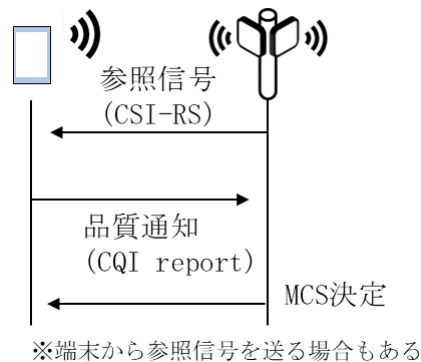 参照信号
(CSI-RS)
品質通知
(CQI report)
MCS決定
※端末から参照信号を送る場合もある